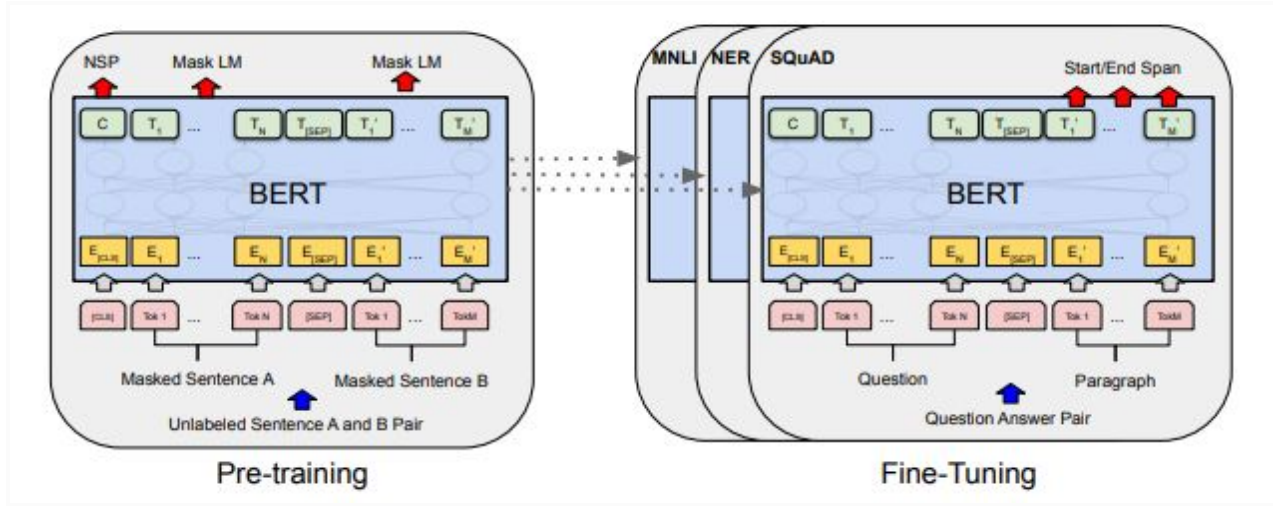 NSP Mask LM Mask LM
C T1 ... TN T[SEP] T1' ... TM'
BERT
E[CLS] E1 ... EN E[SEP] E1' ... EM'
[CLS] Tok 1 ... Tok N [SEP] Tok 1 ... TokM
Masked Sentence A Masked Sentence B
Unlabeled Sentence A and B Pair
Pre-training
MNLI NER SQuAD
Start/End Span
C T1 ... TN T[SEP] T1' ... TM'
BERT
E[CLS] E1 ... EN E[SEP] E1' ... EM'
[CLS] Tok 1 ... Tok N [SEP] Tok 1 ... TokM
Question Paragraph
Question Answer Pair
Fine-Tuning